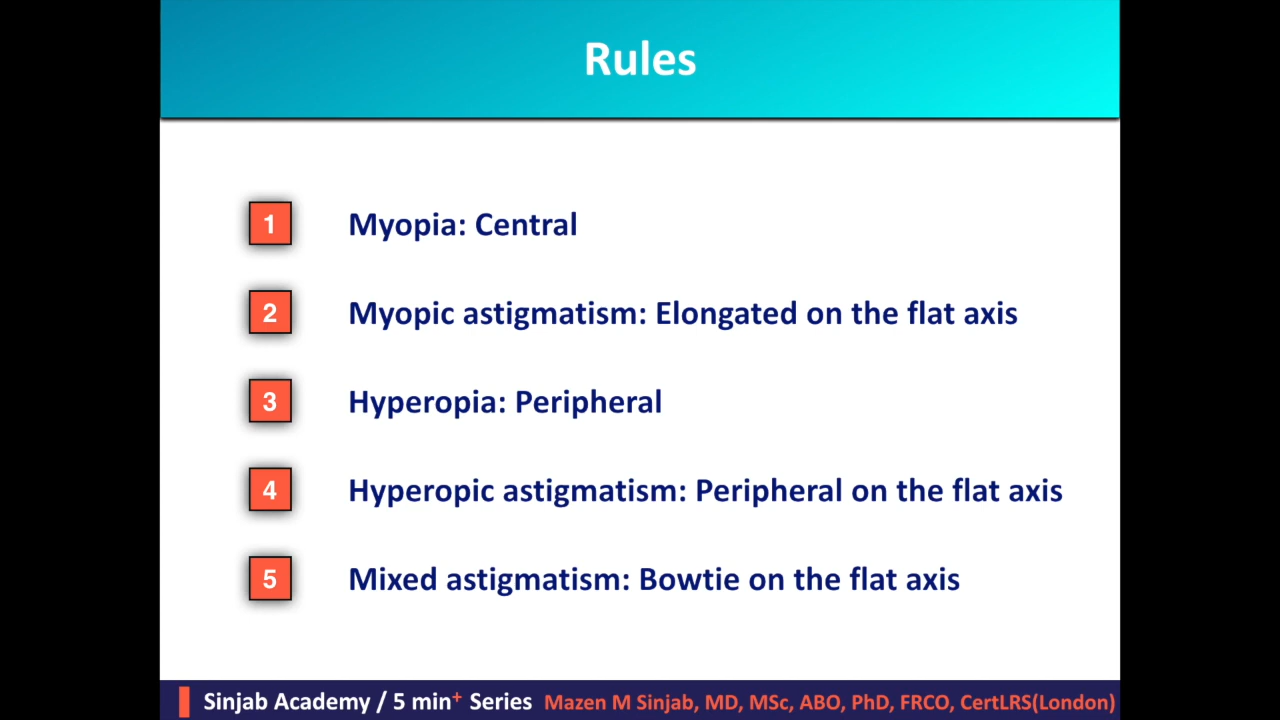 Rules
1 Myopia: Central
2 Myopic astigmatism: Elongated on the flat axis
3 Hyperopia: Peripheral
4 Hyperopic astigmatism: Peripheral on the flat axis
5 Mixed astigmatism: Bowtie on the flat axis
Sinjab Academy / 5 min+ Series Mazen M Sinjab, MD, MSc, ABO, PhD, FRCO, CertLRS(London)